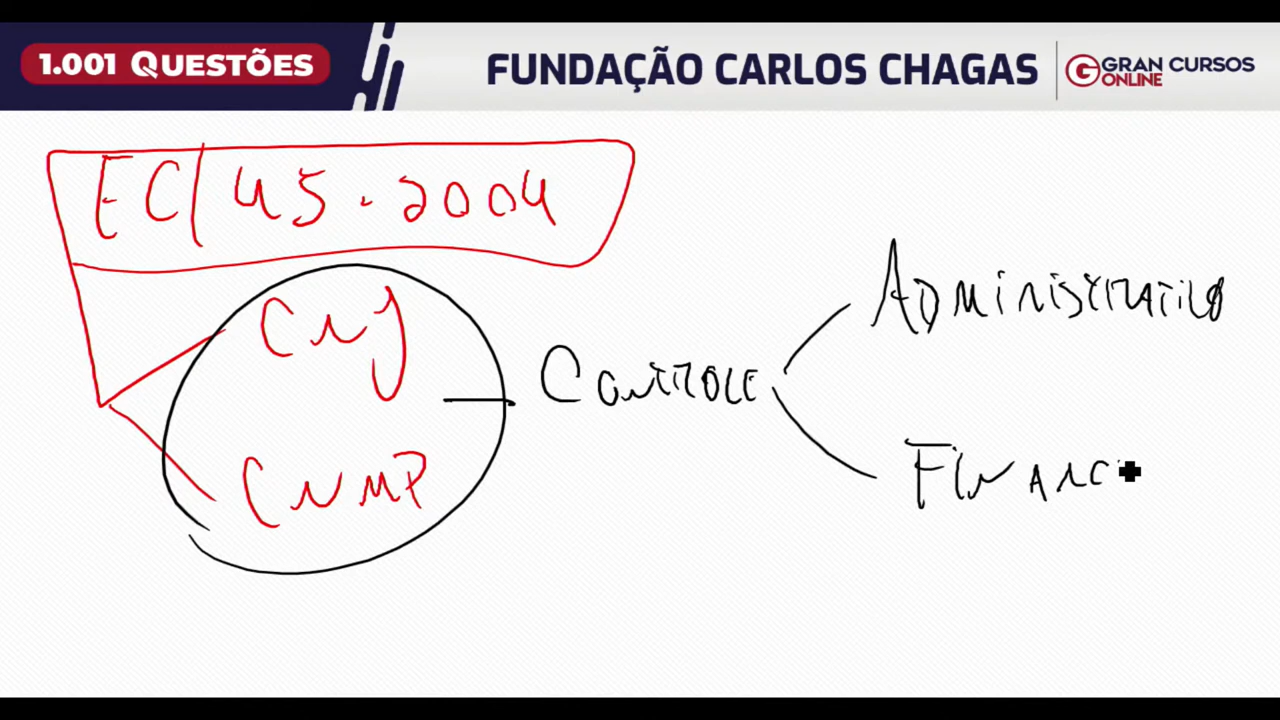 1.001 QUESTÕES
FUNDAÇÃO CARLOS CHAGAS
GRAN CURSOS
ONLINE
EC/45.2004
CNJ
CNMP
CONTROLE
ADMINISTRATIVO
FINANC